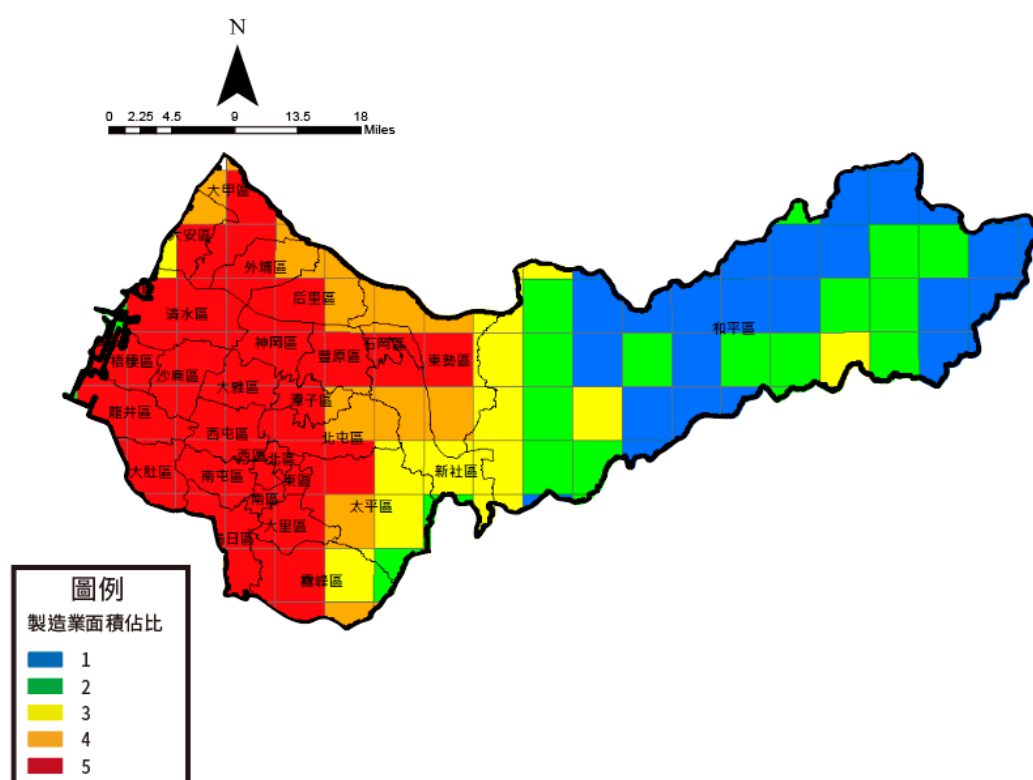 N
0 2.25 4.5 9 13.5 18
Miles
大甲區
大安區
外埔區
后里區
清水區
和平區
神岡區
石岡區
梧棲區
豐原區
東勢區
沙鹿區
大雅區
龍井區
潭子區
西屯區
北屯區
西區
北區
大肚區
南屯區
東區
新社區
南區
太平區
大里區
日區
霧峰區
圖例
製造業面積佔比
1
2
3
4
5